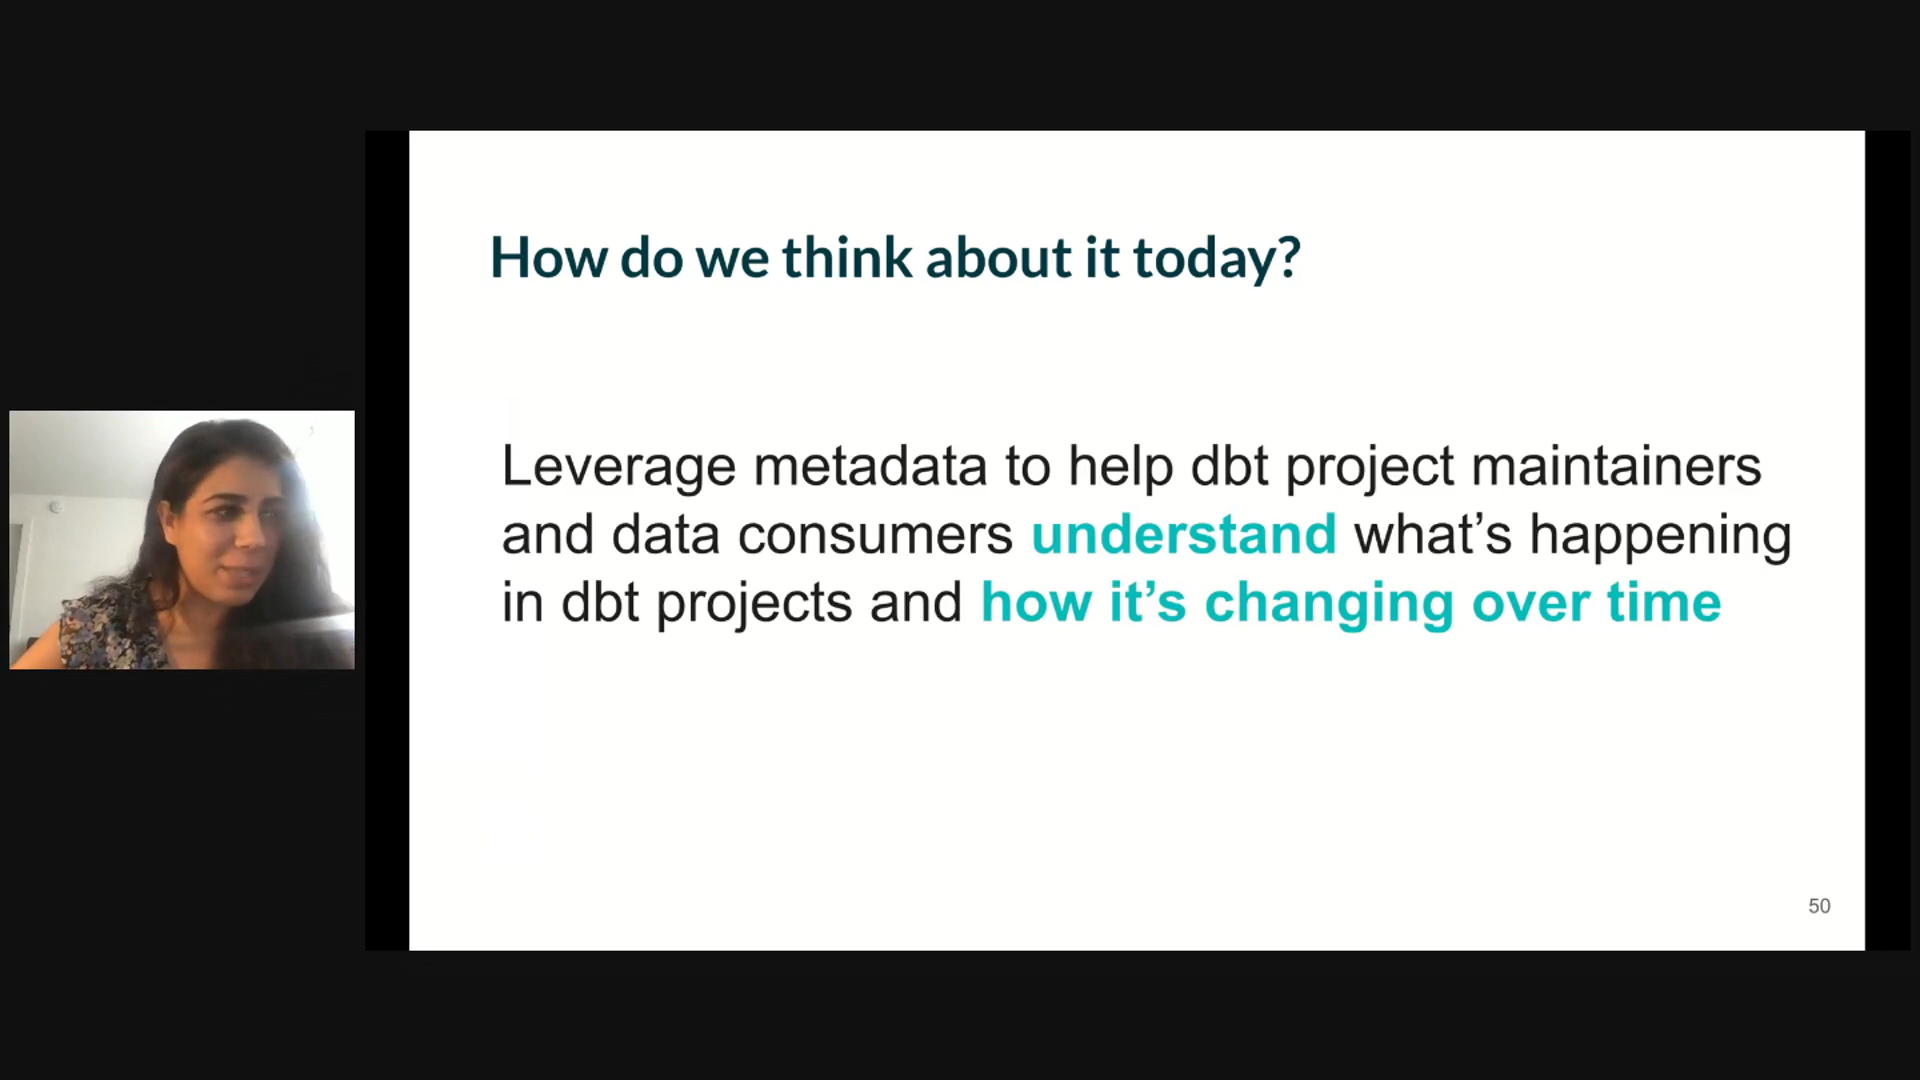 How do we think about it today?
Leverage metadata to help dbt project maintainers
and data consumers understand what’s happening
in dbt projects and how it’s changing over time
50